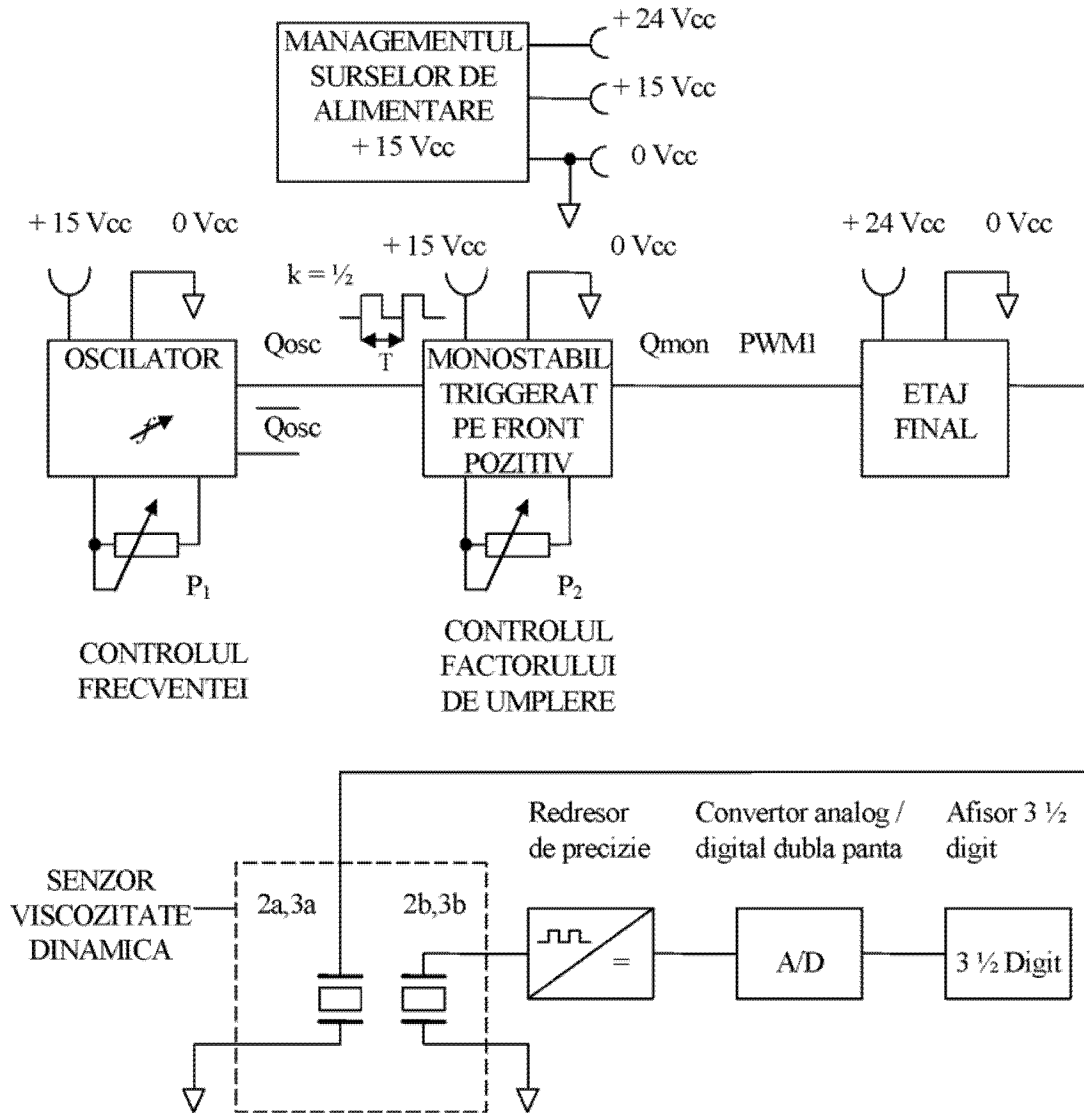 MANAGEMENTUL
SURSELOR DE
ALIMENTARE
+ 15 Vcc
+ 24 Vcc
+ 15 Vcc
0 Vcc
+ 15 Vcc
0 Vcc
k = ½
T
+ 15 Vcc
0 Vcc
+ 24 Vcc
0 Vcc
OSCILATOR
f
Qosc
Qosc
MONOSTABIL
TRIGGERAT
PE FRONT
POZITIV
Qmon PWM1
ETAJ
FINAL
P1
P2
CONTROLUL
FRECVENTEI
CONTROLUL
FACTORULUI
DE UMPLERE
SENZOR
VISCOZITATE
DINAMICA
2a,3a
2b,3b
Redresor
de precizie
Convertor analog /
digital dubla panta
Afisor 3 ½
digit
=
A/D
3 ½ Digit